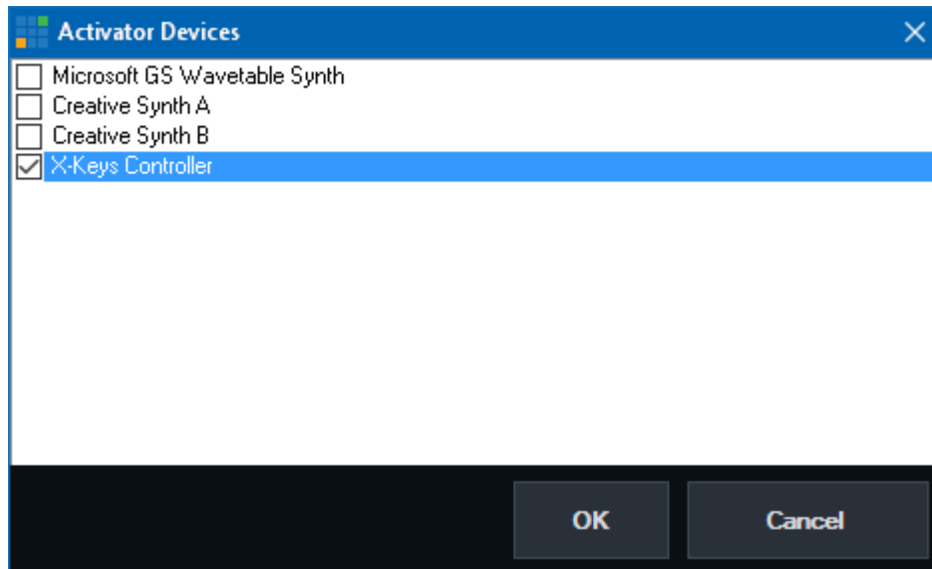 Activator Devices
Microsoft GS Wavetable Synth
Creative Synth A
Creative Synth B
X-Keys Controller
OK
Cancel